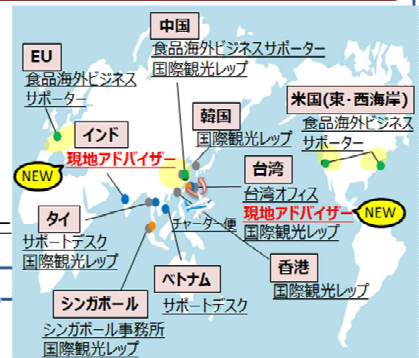 中国
食品海外ビジネスサポーター
国際観光レップ
EU
食品海外ビジネス
サポーター
韓国
国際観光レップ
米国(東・西海岸)
食品海外ビジネス
サポーター
インド
現地アドバイザー
NEW
台湾
台湾オフィス
現地アドバイザー
NEW
国際観光レップ
タイ
サポートデスク
国際観光レップ
チャーター便
ベトナム
サポートデスク
香港
国際観光レップ
シンガポール
シンガポール事務所
国際観光レップ